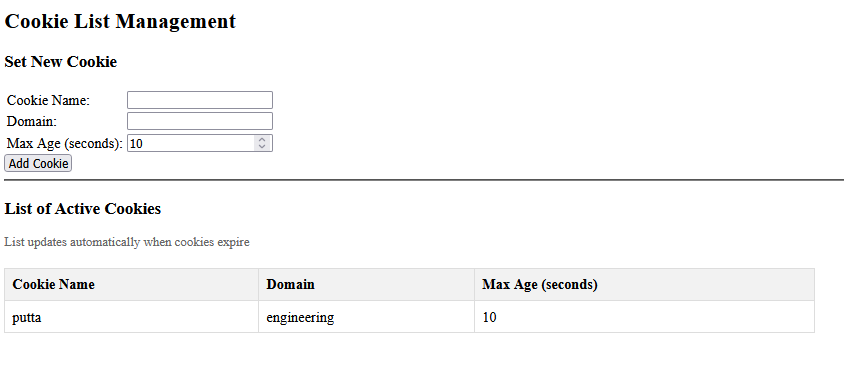 Cookie List Management
Set New Cookie
Cookie Name:
Domain:
Max Age (seconds): 10
Add Cookie
List of Active Cookies
List updates automatically when cookies expire
Cookie Name Domain Max Age (seconds)
putta engineering 10